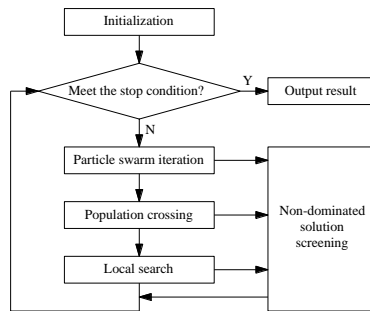 Initialization
Meet the stop condition?
Y
Output result
N
Particle swarm iteration
Population crossing
Non-dominated
solution
screening
Local search